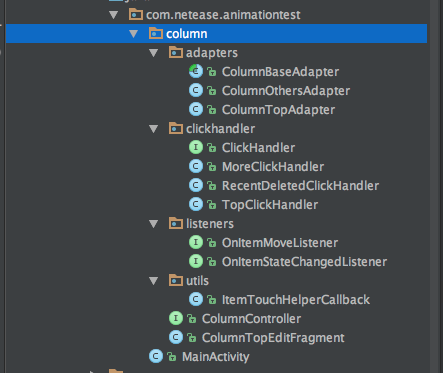 com.netease.animationtest
column
adapters
ColumnBaseAdapter
ColumnOthersAdapter
ColumnTopAdapter
clickhandler
ClickHandler
MoreClickHandler
RecentDeletedClickHandler
TopClickHandler
listeners
OnItemMoveListener
OnItemStateChangedListener
utils
ItemTouchHelperCallback
ColumnController
ColumnTopEditFragment
MainActivity